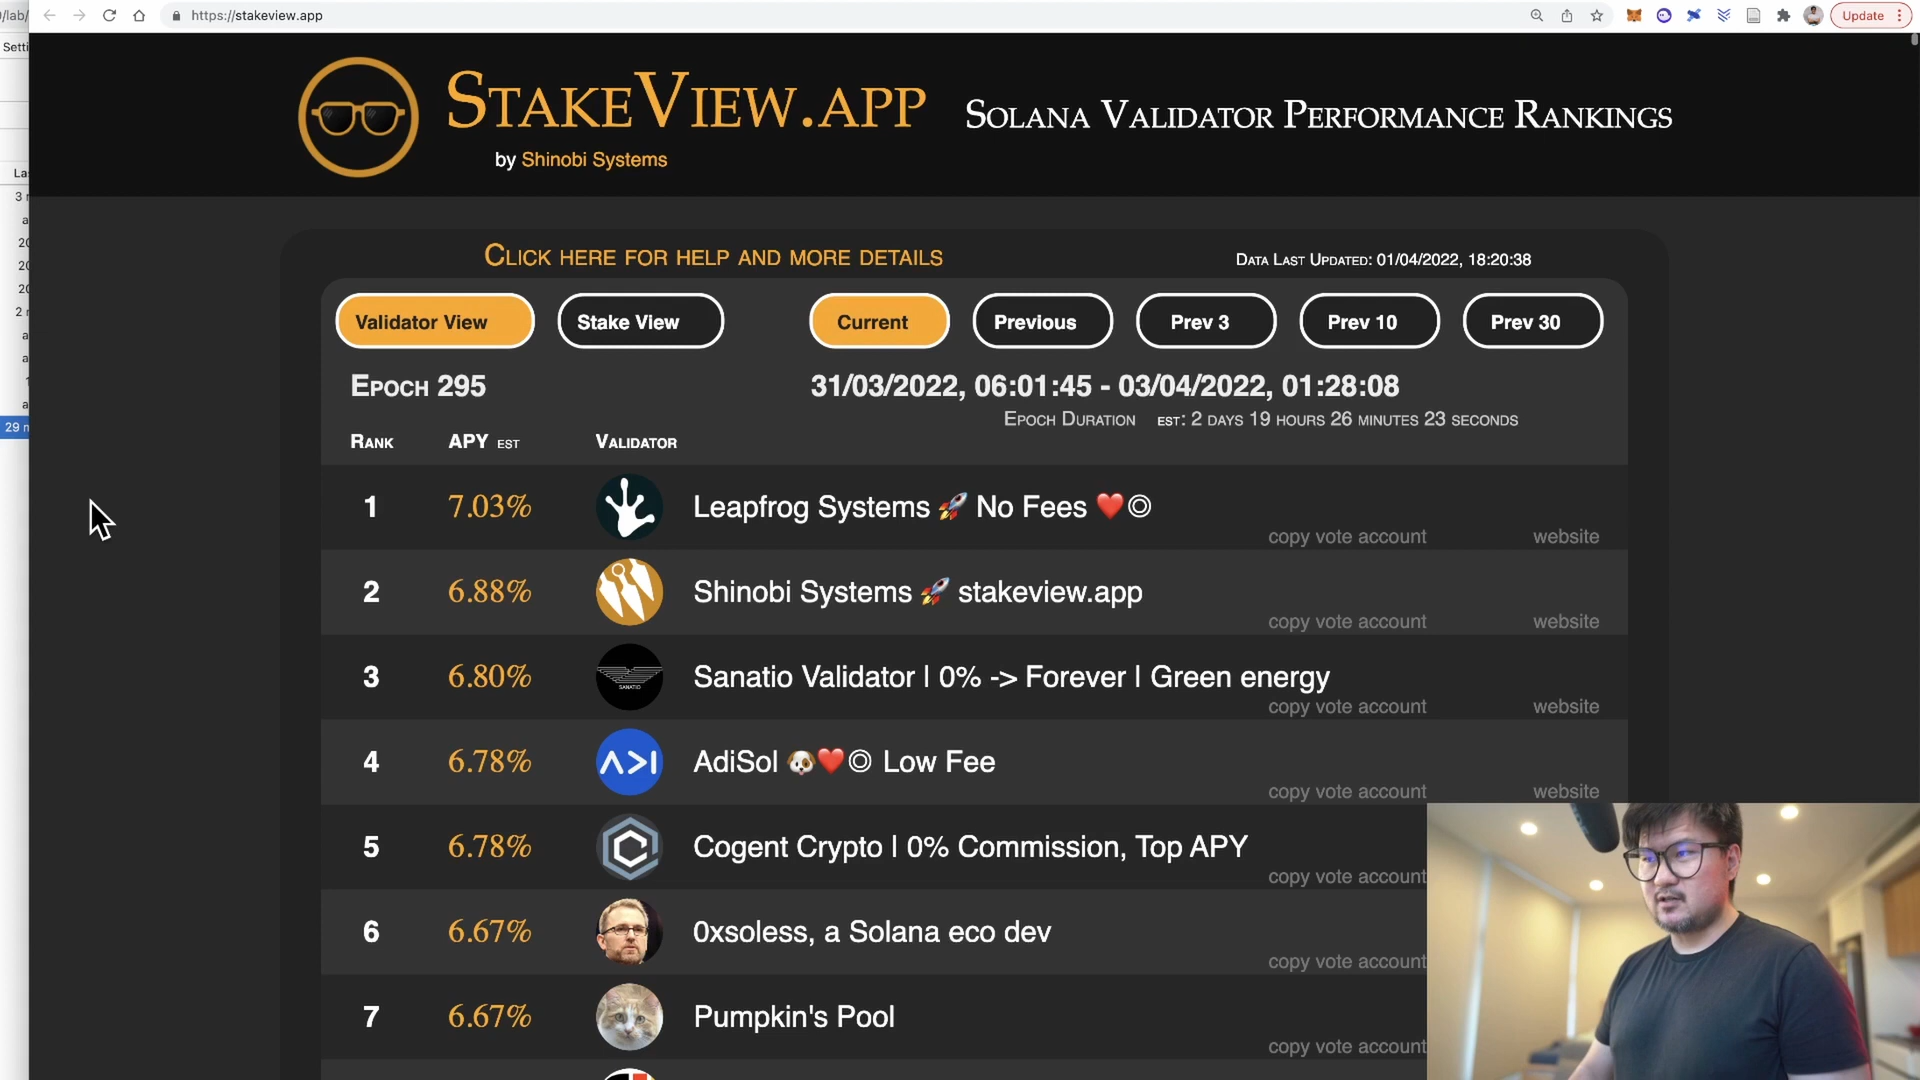 /lab/
https://stakeview.app
Update
Setti
STAKEVIEW.APP
SOLANA VALIDATOR PERFORMANCE RANKINGS
by Shinobi Systems
CLICK HERE FOR HELP AND MORE DETAILS
DATA LAST UPDATED: 01/04/2022, 18:20:38
Validator View
Stake View
Current
Previous
Prev 3
Prev 10
Prev 30
EPOCH 295
31/03/2022, 06:01:45 - 03/04/2022, 01:28:08
EPOCH DURATION EST: 2 DAYS 19 HOURS 26 MINUTES 23 SECONDS
RANK APY EST VALIDATOR
1 7.03% Leapfrog Systems 🚀 No Fees ❤️◎
copy vote account website
2 6.88% Shinobi Systems 🚀 stakeview.app
copy vote account website
3 6.80% SANATIO Sanatio Validator | 0% -> Forever | Green energy
copy vote account website
4 6.78% AdiSol 🐶❤️◎ Low Fee
copy vote account website
5 6.78% Cogent Crypto | 0% Commission, Top APY
copy vote account
6 6.67% 0xsoless, a Solana eco dev
copy vote account
7 6.67% Pumpkin's Pool
copy vote account